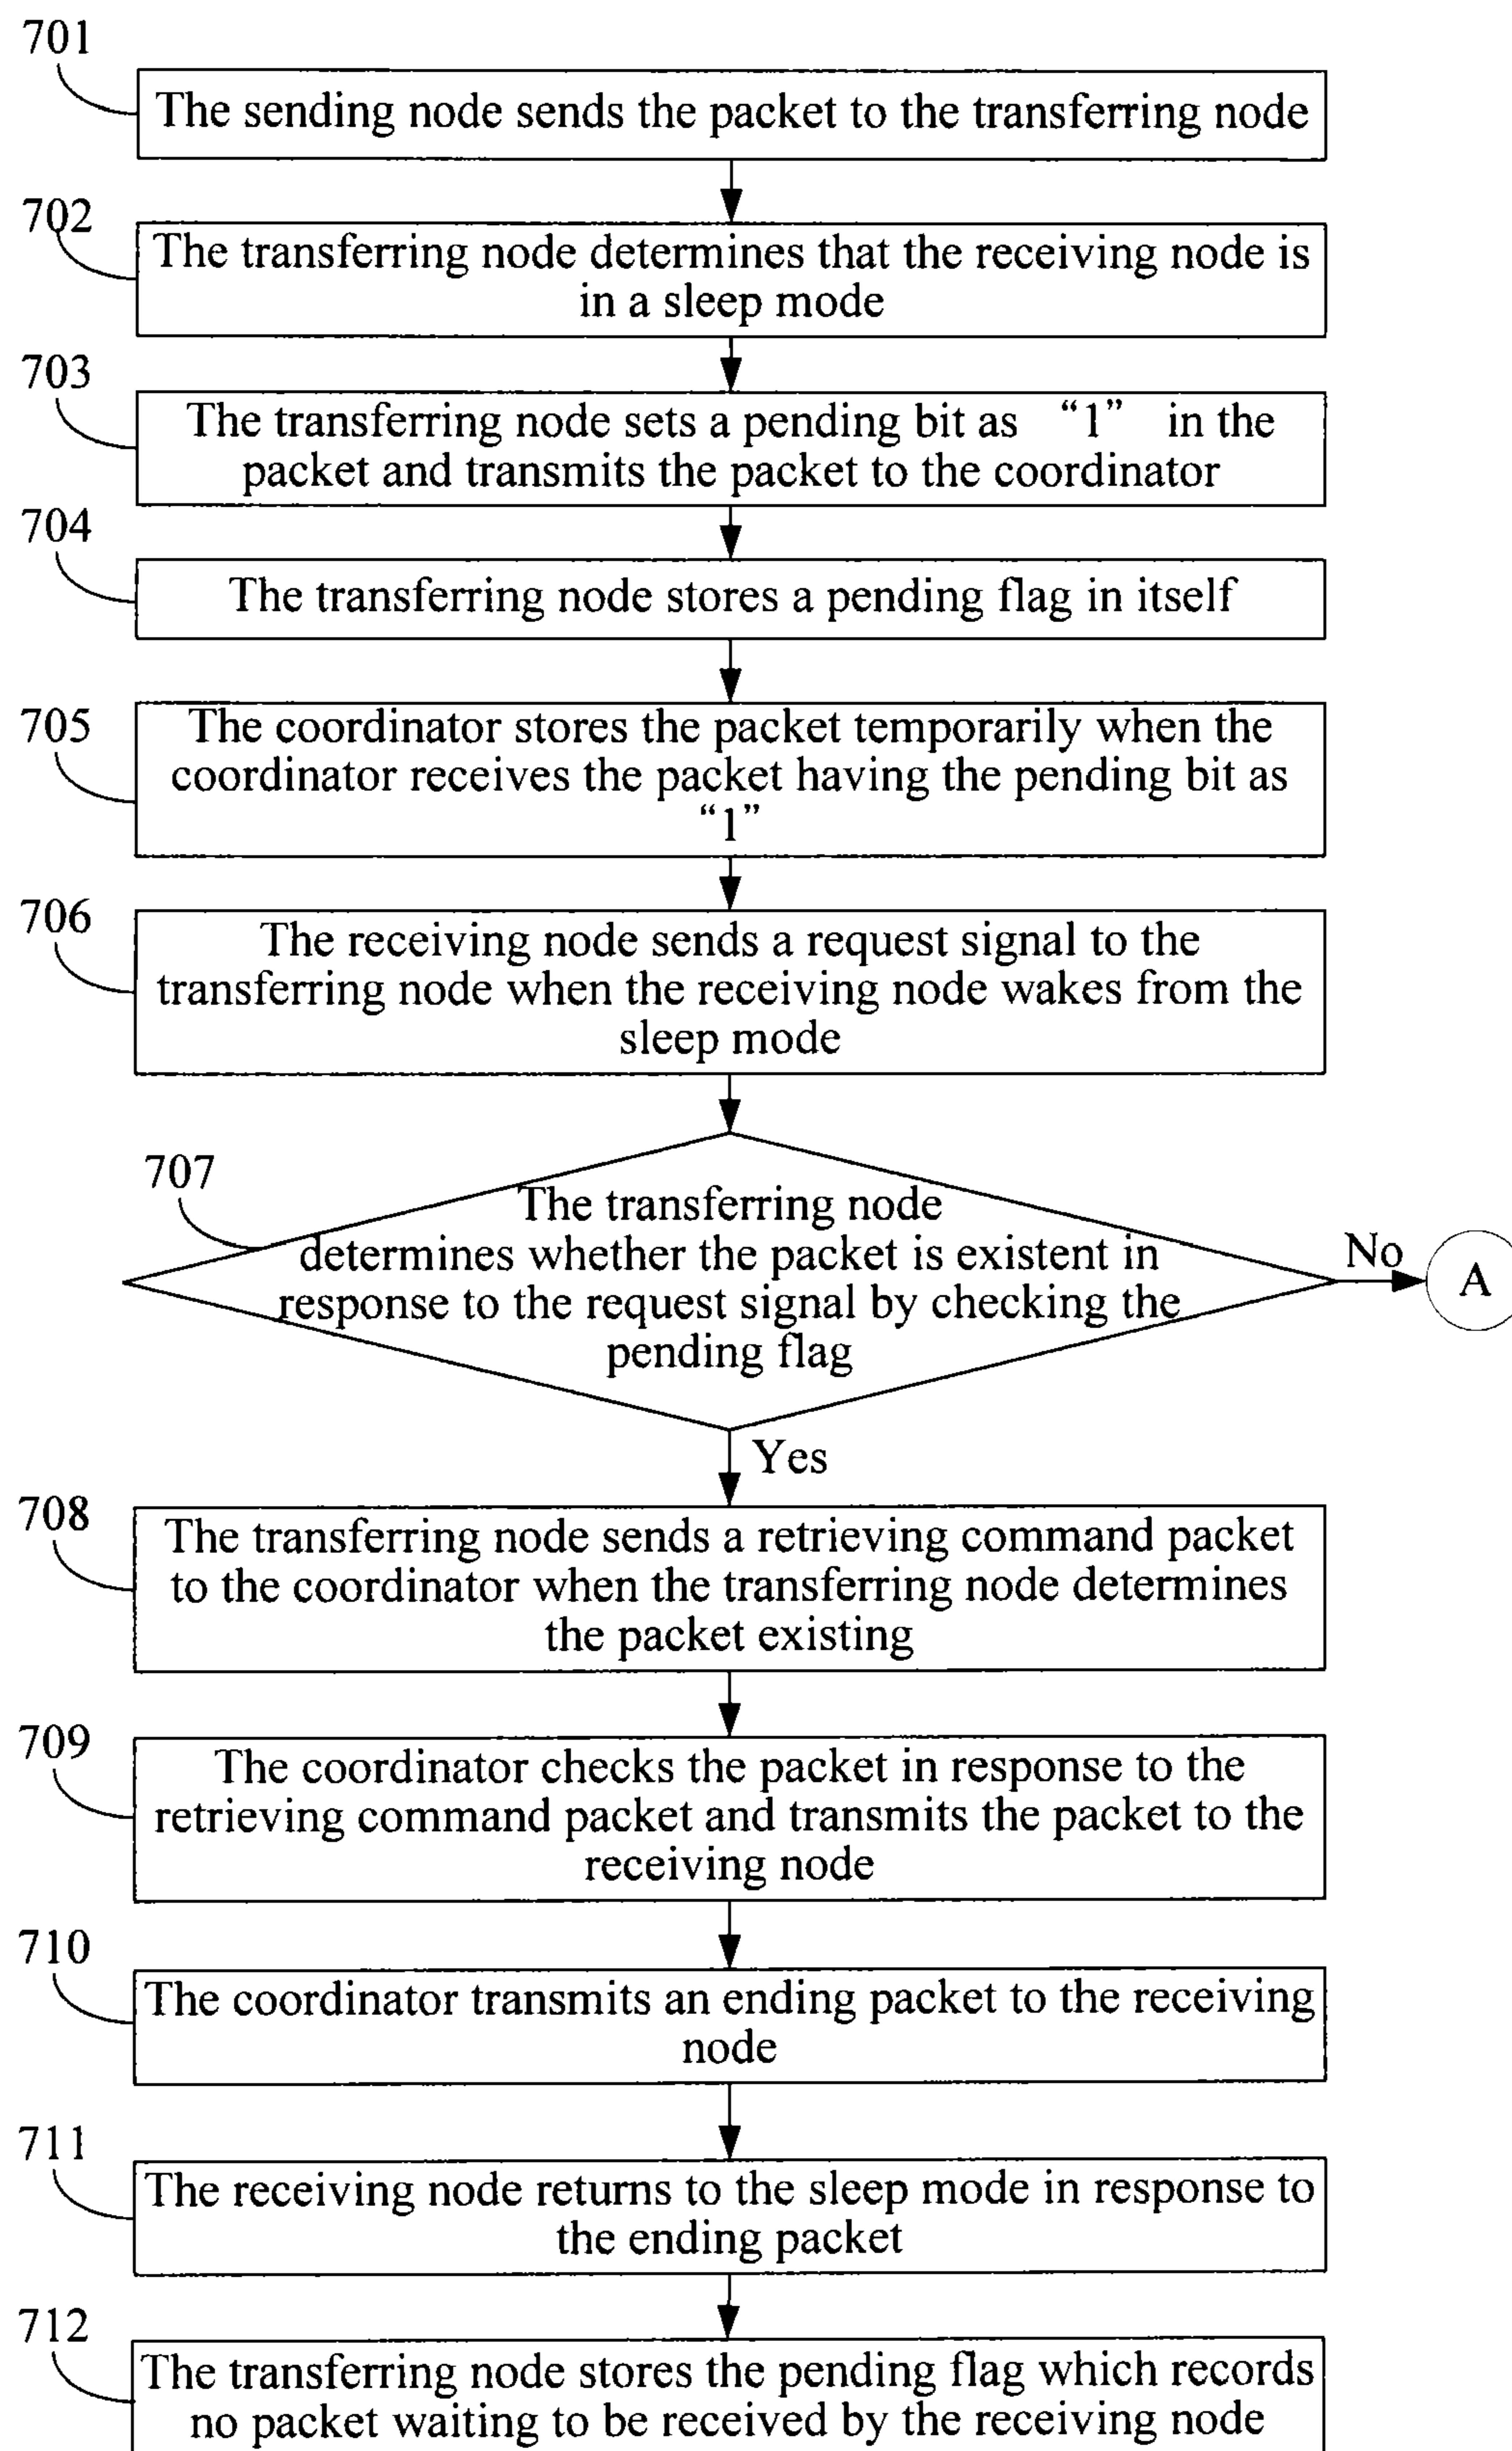 701
The sending node sends the packet to the transferring node
702
The transferring node determines that the receiving node is
in a sleep mode
703
The transferring node sets a pending bit as “1” in the
packet and transmits the packet to the coordinator
704
The transferring node stores a pending flag in itself
705
The coordinator stores the packet temporarily when the
coordinator receives the packet having the pending bit as
“1”
706
The receiving node sends a request signal to the
transferring node when the receiving node wakes from the
sleep mode
707
The transferring node
determines whether the packet is existent in
response to the request signal by checking the
pending flag
No
A
Yes
708
The transferring node sends a retrieving command packet
to the coordinator when the transferring node determines
the packet existing
709
The coordinator checks the packet in response to the
retrieving command packet and transmits the packet to the
receiving node
710
The coordinator transmits an ending packet to the receiving
node
711
The receiving node returns to the sleep mode in response to
the ending packet
712
The transferring node stores the pending flag which records
no packet waiting to be received by the receiving node